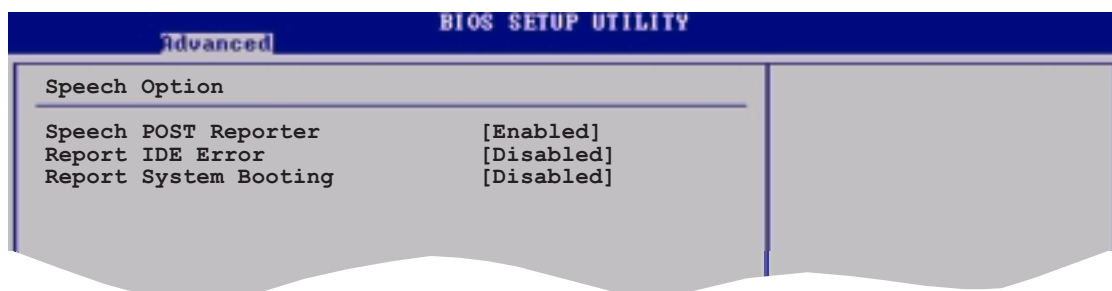 BIOS SETUP UTILITY
Advanced
Speech Option
Speech POST Reporter [Enabled]
Report IDE Error [Disabled]
Report System Booting [Disabled]